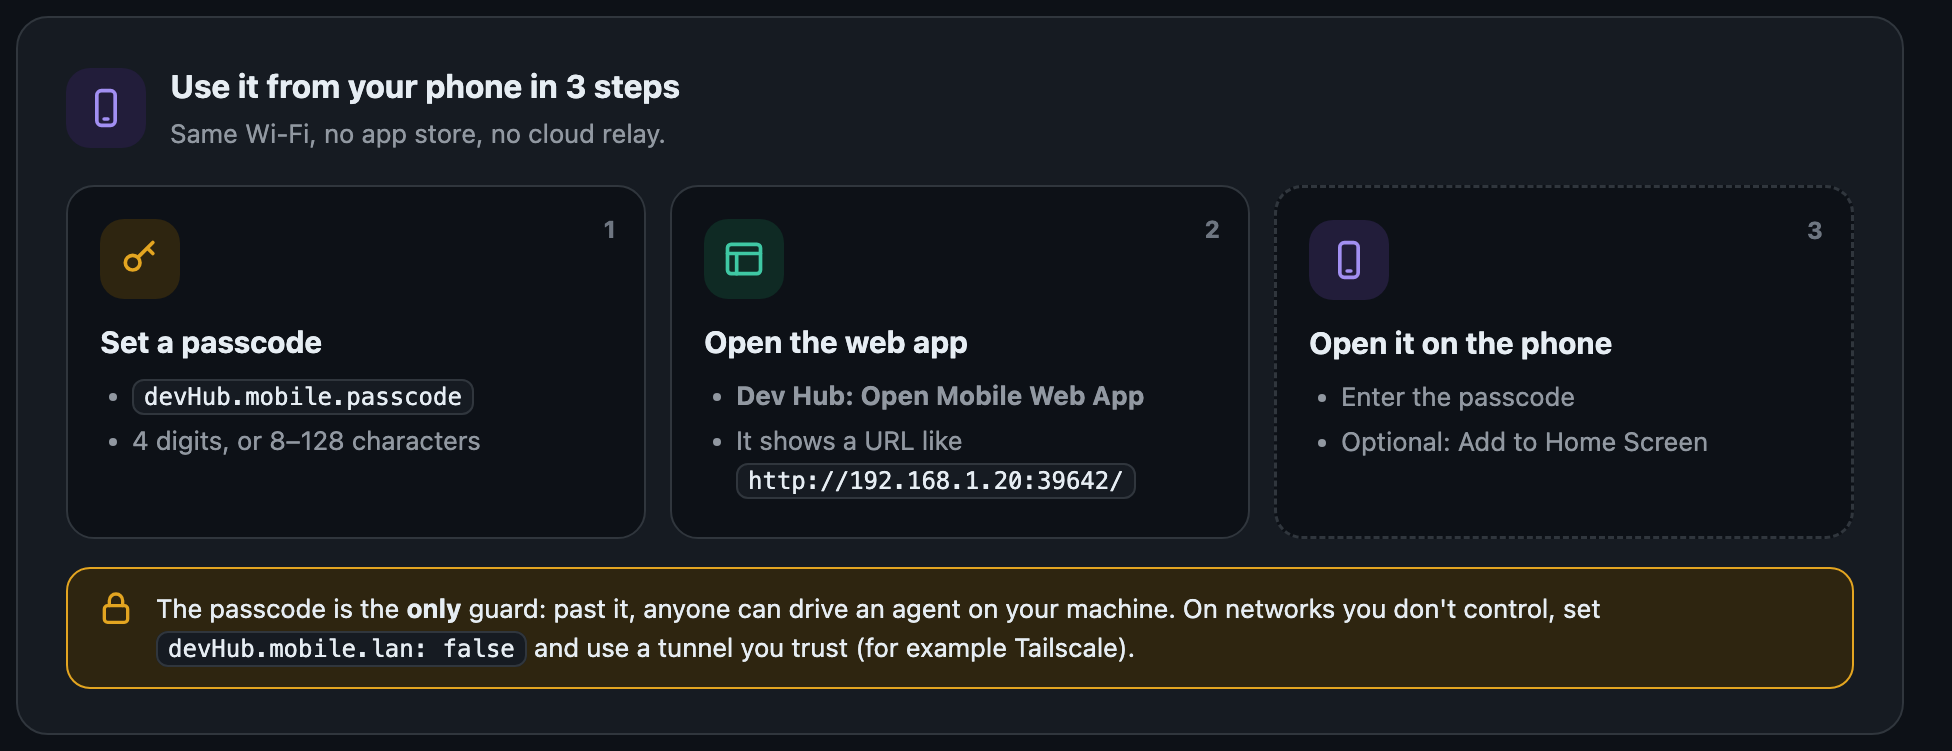 Use it from your phone in 3 steps
Same Wi-Fi, no app store, no cloud relay.
1
Set a passcode
• devHub.mobile.passcode
• 4 digits, or 8–128 characters
2
Open the web app
• Dev Hub: Open Mobile Web App
• It shows a URL like
http://192.168.1.20:39642/
3
Open it on the phone
• Enter the passcode
• Optional: Add to Home Screen
The passcode is the only guard: past it, anyone can drive an agent on your machine. On networks you don't control, set
devHub.mobile.lan: false and use a tunnel you trust (for example Tailscale).